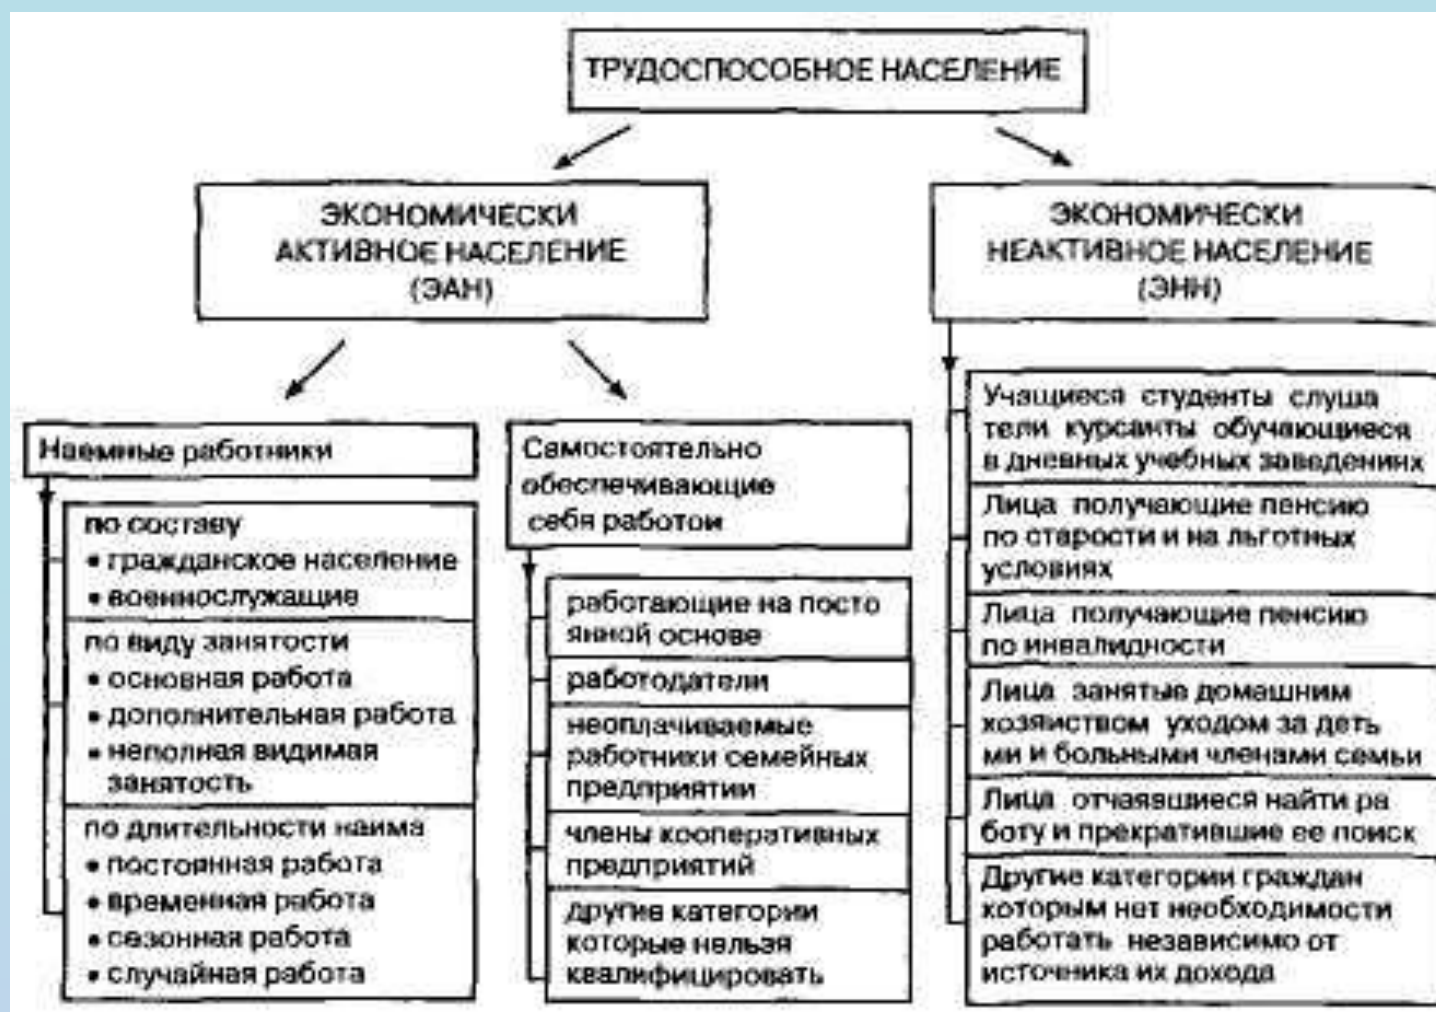 ТРУДОСПОСОБНОЕ НАСЕЛЕНИЕ
ЭКОНОМИЧЕСКИ
АКТИВНОЕ НАСЕЛЕНИЕ
(ЭАН)
Наемные работники
по составу
• гражданское население
• военнослужащие
по виду занятости
• основная работа
• дополнительная работа
• неполная видимая
занятость
по длительности наима
• постоянная работа
• временная работа
• сезонная работа
• случайная работа
Самостоятельно
обеспечивающие
себя работои
работающие на посто
янной основе
работодатели
неоплачиваемые
работники семейных
предприятии
члены кооперативных
предприятий
другие категории
которые нельзя
квалифицировать
ЭКОНОМИЧЕСКИ
НЕАКТИВНОЕ НАСЕЛЕНИЕ
(ЭНН)
Учащиеся студенты слуша
тели курсанты обучающиеся
в дневных учебных заведениях
Лица получающие пенсию
по старости и на льготных
условиях
Лица получающие пенсию
по инвалидности
Лица занятые домашним
хозяиством уходом за деть
ми и больными членами семьи
Лица отчаявшиеся найти ра
боту и прекратившие ее поиск
Другие категории граждан
которым нет необходимости
работать независимо от
источника их дохода